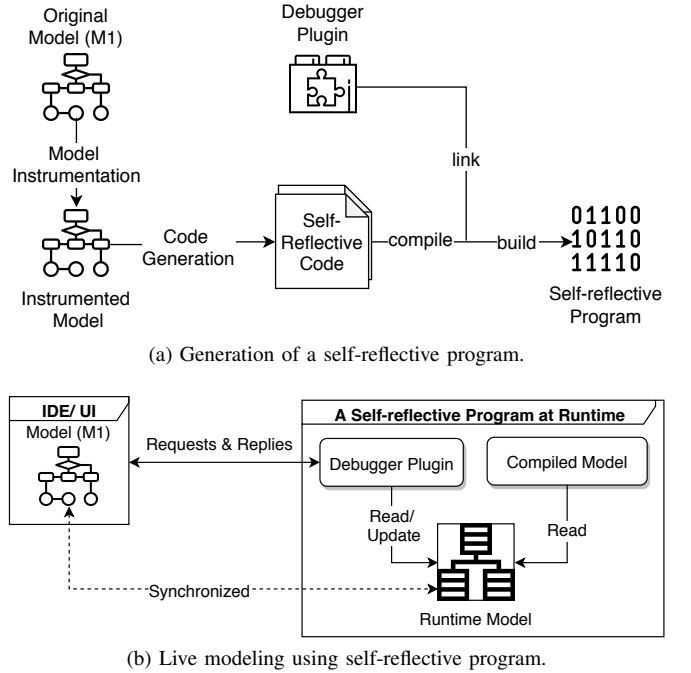 Original
Model (M1)
Debugger
Plugin
Model
Instrumentation
link
Code
Generation
Self-
Reflective
Code
compile
build
01100
10110
11110
Instrumented
Model
Self-reflective
Program
(a) Generation of a self-reflective program.
IDE/ UI
Model (M1)
Requests & Replies
A Self-reflective Program at Runtime
Debugger Plugin
Compiled Model
Read/
Update
Read
Synchronized
Runtime Model
(b) Live modeling using self-reflective program.